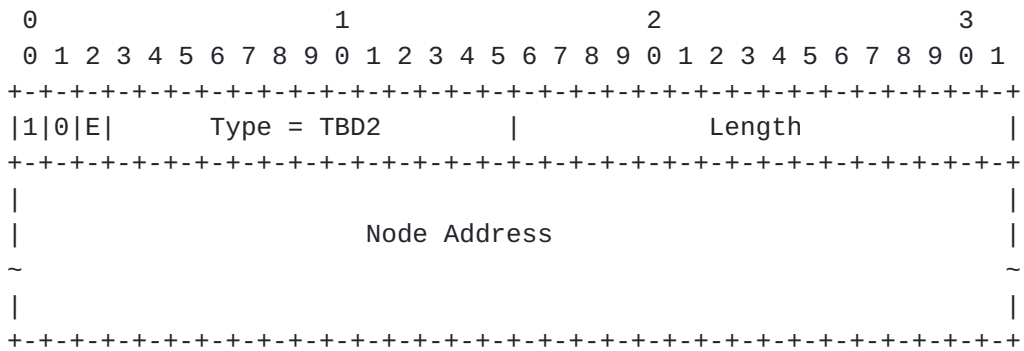 0                   1                   2                   3
 0 1 2 3 4 5 6 7 8 9 0 1 2 3 4 5 6 7 8 9 0 1 2 3 4 5 6 7 8 9 0 1
+-+-+-+-+-+-+-+-+-+-+-+-+-+-+-+-+-+-+-+-+-+-+-+-+-+-+-+-+-+-+-+-+
|1|0|E|      Type = TBD2        |            Length             |
+-+-+-+-+-+-+-+-+-+-+-+-+-+-+-+-+-+-+-+-+-+-+-+-+-+-+-+-+-+-+-+-+
|                                                               |
|                      Node Address                             |
~                                                               ~
|                                                               |
+-+-+-+-+-+-+-+-+-+-+-+-+-+-+-+-+-+-+-+-+-+-+-+-+-+-+-+-+-+-+-+-+